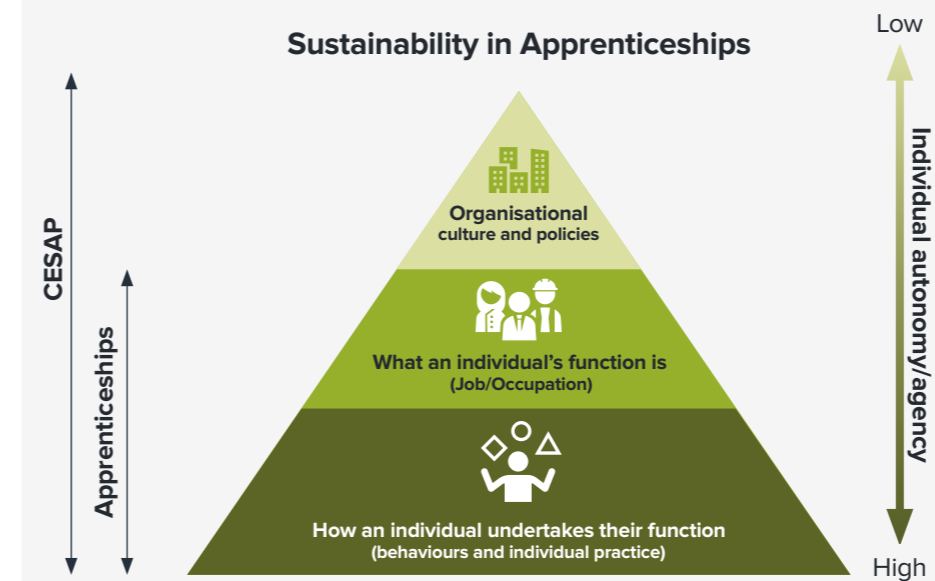 Sustainability in Apprenticeships
Low
Organisational
culture and policies
CESAP
Individual autonomy/agency
What an individual's function is
(Job/Occupation)
Apprenticeships
How an individual undertakes their function
(behaviours and individual practice)
High